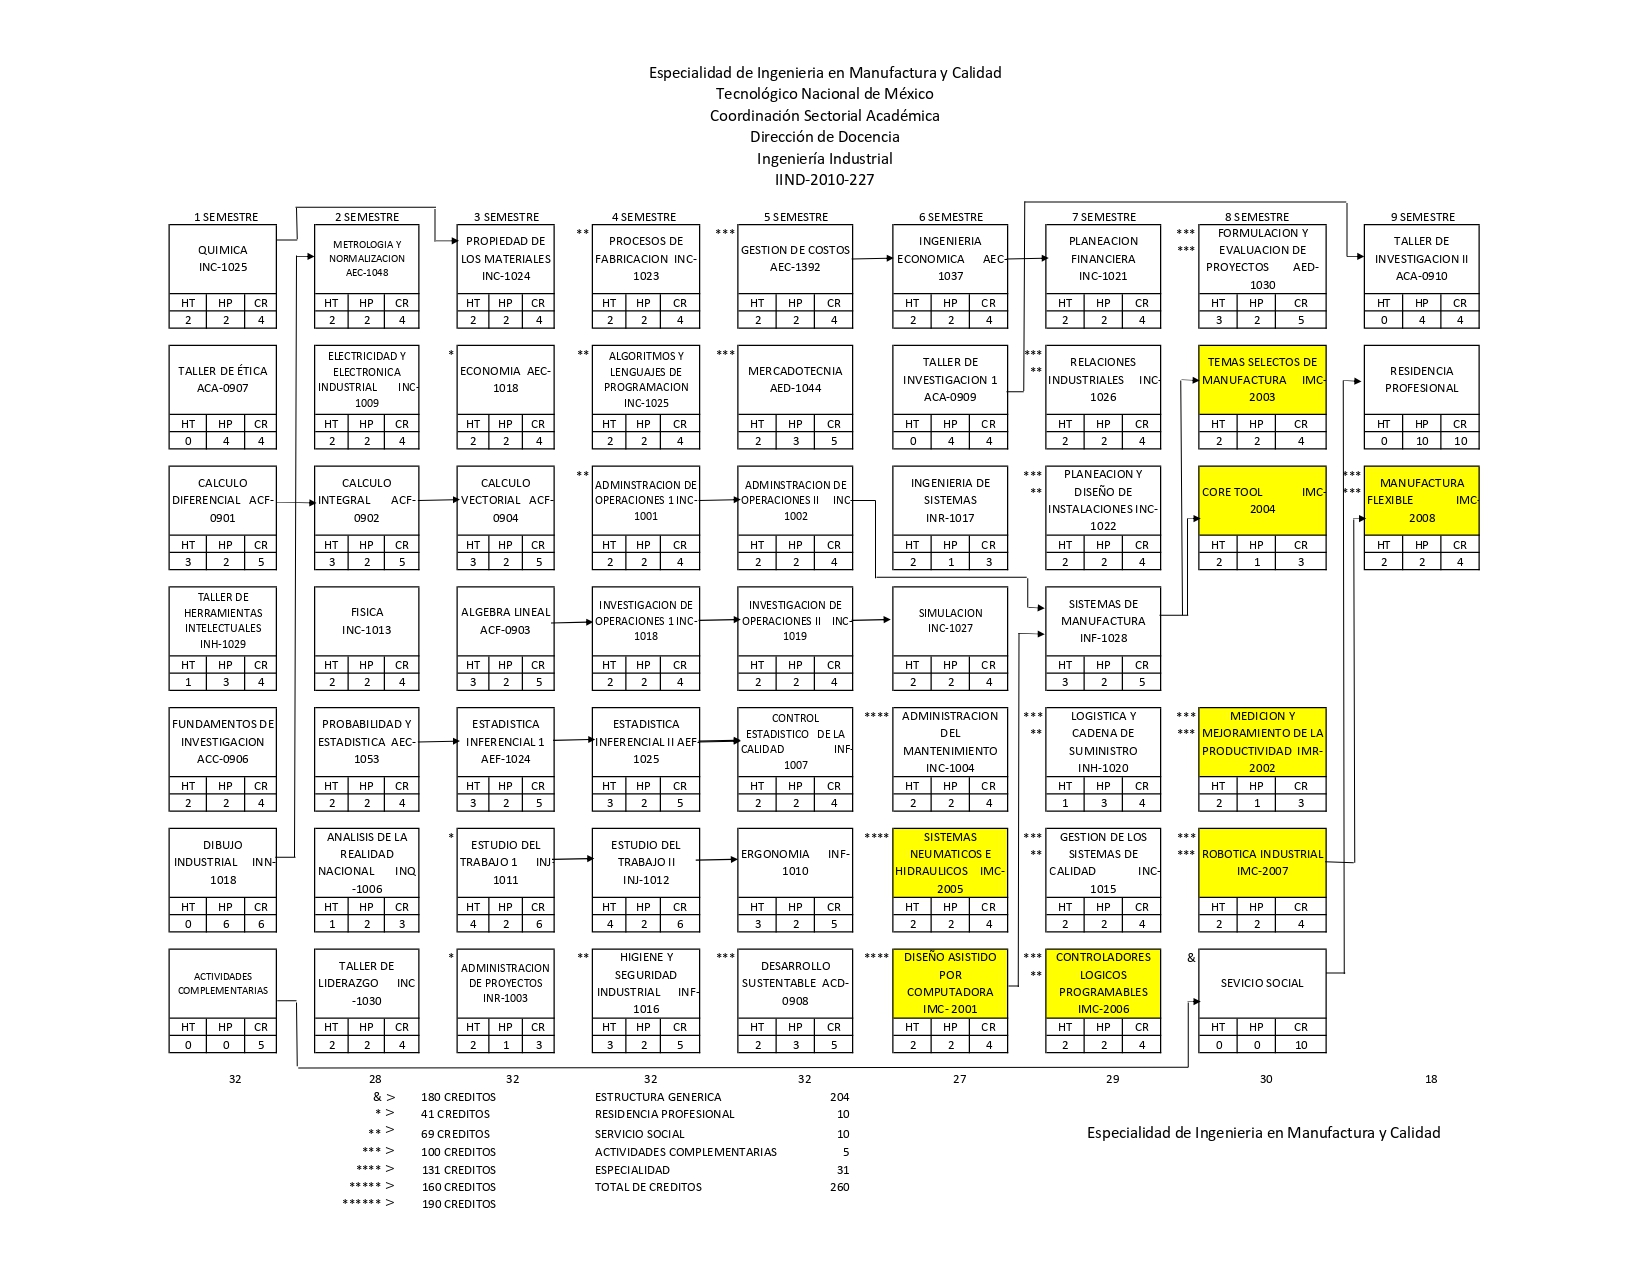 Especialidad de Ingenieria en Manufactura y Calidad
Tecnológico Nacional de México
Coordinación Sectorial Académica
Dirección de Docencia
Ingeniería Industrial
IIND-2010-227
1 SEMESTRE
QUIMICA
INC-1025
HT HP CR
2 2 4
TALLER DE ÉTICA
ACA-0907
HT HP CR
0 4 4
CALCULO
DIFERENCIAL ACF-
0901
HT HP CR
3 2 5
TALLER DE
HERRAMIENTAS
INTELECTUALES
INH-1029
HT HP CR
1 3 4
FUNDAMENTOS DE
INVESTIGACION
ACC-0906
HT HP CR
2 2 4
DIBUJO
INDUSTRIAL INN-
1018
HT HP CR
0 6 6
ACTIVIDADES
COMPLEMENTARIAS
HT HP CR
0 0 5
32
2 SEMESTRE
METROLOGIA Y
NORMALIZACION
AEC-1048
HT HP CR
2 2 4
ELECTRICIDAD Y
ELECTRONICA
INDUSTRIAL INC-
1009
HT HP CR
2 2 4
CALCULO
INTEGRAL ACF-
0902
HT HP CR
3 2 5
FISICA
INC-1013
HT HP CR
2 2 4
PROBABILIDAD Y
ESTADISTICA AEC-
1053
HT HP CR
2 2 4
ANALISIS DE LA
REALIDAD
NACIONAL INQ
-1006
HT HP CR
1 2 3
TALLER DE
LIDERAZGO INC
-1030
HT HP CR
2 2 4
28
3 SEMESTRE
PROPIEDAD DE
LOS MATERIALES
INC-1024
HT HP CR
2 2 4
*
ECONOMIA AEC-
1018
HT HP CR
2 2 4
CALCULO
VECTORIAL ACF-
0904
HT HP CR
3 2 5
ALGEBRA LINEAL
ACF-0903
HT HP CR
3 2 5
ESTADISTICA
INFERENCIAL 1
AEF-1024
HT HP CR
3 2 5
*
ESTUDIO DEL
TRABAJO 1 INJ-
1011
HT HP CR
4 2 6
*
ADMINISTRACION
DE PROYECTOS
INR-1003
HT HP CR
2 1 3
32
4 SEMESTRE
**
PROCESOS DE
FABRICACION INC-
1023
HT HP CR
2 2 4
**
ALGORITMOS Y
LENGUAJES DE
PROGRAMACION
INC-1025
HT HP CR
2 2 4
**
ADMINSTRACION DE
OPERACIONES 1 INC-
1001
HT HP CR
2 2 4
INVESTIGACION DE
OPERACIONES 1 INC-
1018
HT HP CR
2 2 4
ESTADISTICA
INFERENCIAL II AEF-
1025
HT HP CR
3 2 5
ESTUDIO DEL
TRABAJO II
INJ-1012
HT HP CR
4 2 6
**
HIGIENE Y
SEGURIDAD
INDUSTRIAL INF-
1016
HT HP CR
3 2 5
32
5 SEMESTRE
***
GESTION DE COSTOS
AEC-1392
HT HP CR
2 2 4
***
MERCADOTECNIA
AED-1044
HT HP CR
2 3 5
ADMINSTRACION DE
OPERACIONES II INC-
1002
HT HP CR
2 2 4
INVESTIGACION DE
OPERACIONES II INC-
1019
HT HP CR
2 2 4
CONTROL
ESTADISTICO DE LA
CALIDAD INF-
1007
HT HP CR
2 2 4
ERGONOMIA INF-
1010
HT HP CR
3 2 5
***
DESARROLLO
SUSTENTABLE ACD-
0908
HT HP CR
2 3 5
32
6 SEMESTRE
INGENIERIA
ECONOMICA AEC-
1037
HT HP CR
2 2 4
TALLER DE
INVESTIGACION 1
ACA-0909
HT HP CR
0 4 4
INGENIERIA DE
SISTEMAS
INR-1017
HT HP CR
2 1 3
SIMULACION
INC-1027
HT HP CR
2 2 4
****
ADMINISTRACION
DEL
MANTENIMIENTO
INC-1004
HT HP CR
2 2 4
****
SISTEMAS
NEUMATICOS E
HIDRAULICOS IMC-
2005
HT HP CR
2 2 4
****
DISEÑO ASISTIDO
POR
COMPUTADORA
IMC- 2001
HT HP CR
2 2 4
27
7 SEMESTRE
PLANEACION
FINANCIERA
INC-1021
HT HP CR
2 2 4
***
**
RELACIONES
INDUSTRIALES INC-
1026
HT HP CR
2 2 4
***
**
PLANEACION Y
DISEÑO DE
INSTALACIONES INC-
1022
HT HP CR
2 2 4
SISTEMAS DE
MANUFACTURA
INF-1028
HT HP CR
3 2 5
***
**
LOGISTICA Y
CADENA DE
SUMINISTRO
INH-1020
HT HP CR
1 3 4
***
**
GESTION DE LOS
SISTEMAS DE
CALIDAD INC-
1015
HT HP CR
2 2 4
***
**
CONTROLADORES
LOGICOS
PROGRAMABLES
IMC-2006
HT HP CR
2 2 4
29
8 SEMESTRE
***
***
FORMULACION Y
EVALUACION DE
PROYECTOS AED-
1030
HT HP CR
3 2 5
TEMAS SELECTOS DE
MANUFACTURA IMC-
2003
HT HP CR
2 2 4
CORE TOOL IMC-
2004
HT HP CR
2 1 3
***
***
MEDICION Y
MEJORAMIENTO DE LA
PRODUCTIVIDAD IMR-
2002
HT HP CR
2 1 3
***
***
ROBOTICA INDUSTRIAL
IMC-2007
HT HP CR
2 2 4
&
SEVICIO SOCIAL
HT HP CR
0 0 10
30
9 SEMESTRE
TALLER DE
INVESTIGACION II
ACA-0910
HT HP CR
0 4 4
RESIDENCIA
PROFESIONAL
HT HP CR
0 10 10
***
***
MANUFACTURA
FLEXIBLE IMC-
2008
HT HP CR
2 2 4
18
& > 180 CREDITOS
* > 41 CREDITOS
** > 69 CREDITOS
*** > 100 CREDITOS
**** > 131 CREDITOS
***** > 160 CREDITOS
****** > 190 CREDITOS
ESTRUCTURA GENERICA 204
RESIDENCIA PROFESIONAL 10
SERVICIO SOCIAL 10
ACTIVIDADES COMPLEMENTARIAS 5
ESPECIALIDAD 31
TOTAL DE CREDITOS 260
Especialidad de Ingenieria en Manufactura y Calidad